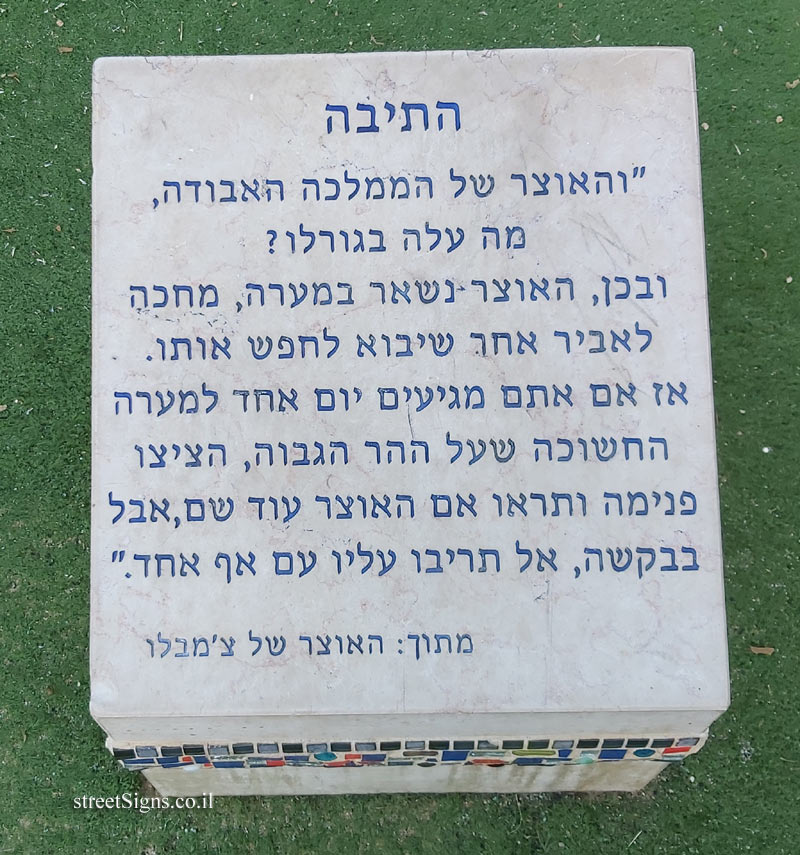 התיבה
"והאוצר של הממלכה האבודה,
מה עלה בגורלו?
ובכן, האוצר נשאר במערה, מחכה
לאביר אחר שיבוא לחפש אותו.
אז אם אתם מגיעים יום אחד למערה
החשוכה שעל ההר הגבוה, הציצו
פנימה ותראו אם האוצר עוד שם,אבל
בבקשה, אל תריבו עליו עם אף אחד."
מתוך: האוצר של צ'מבלו
streetSigns.co.il